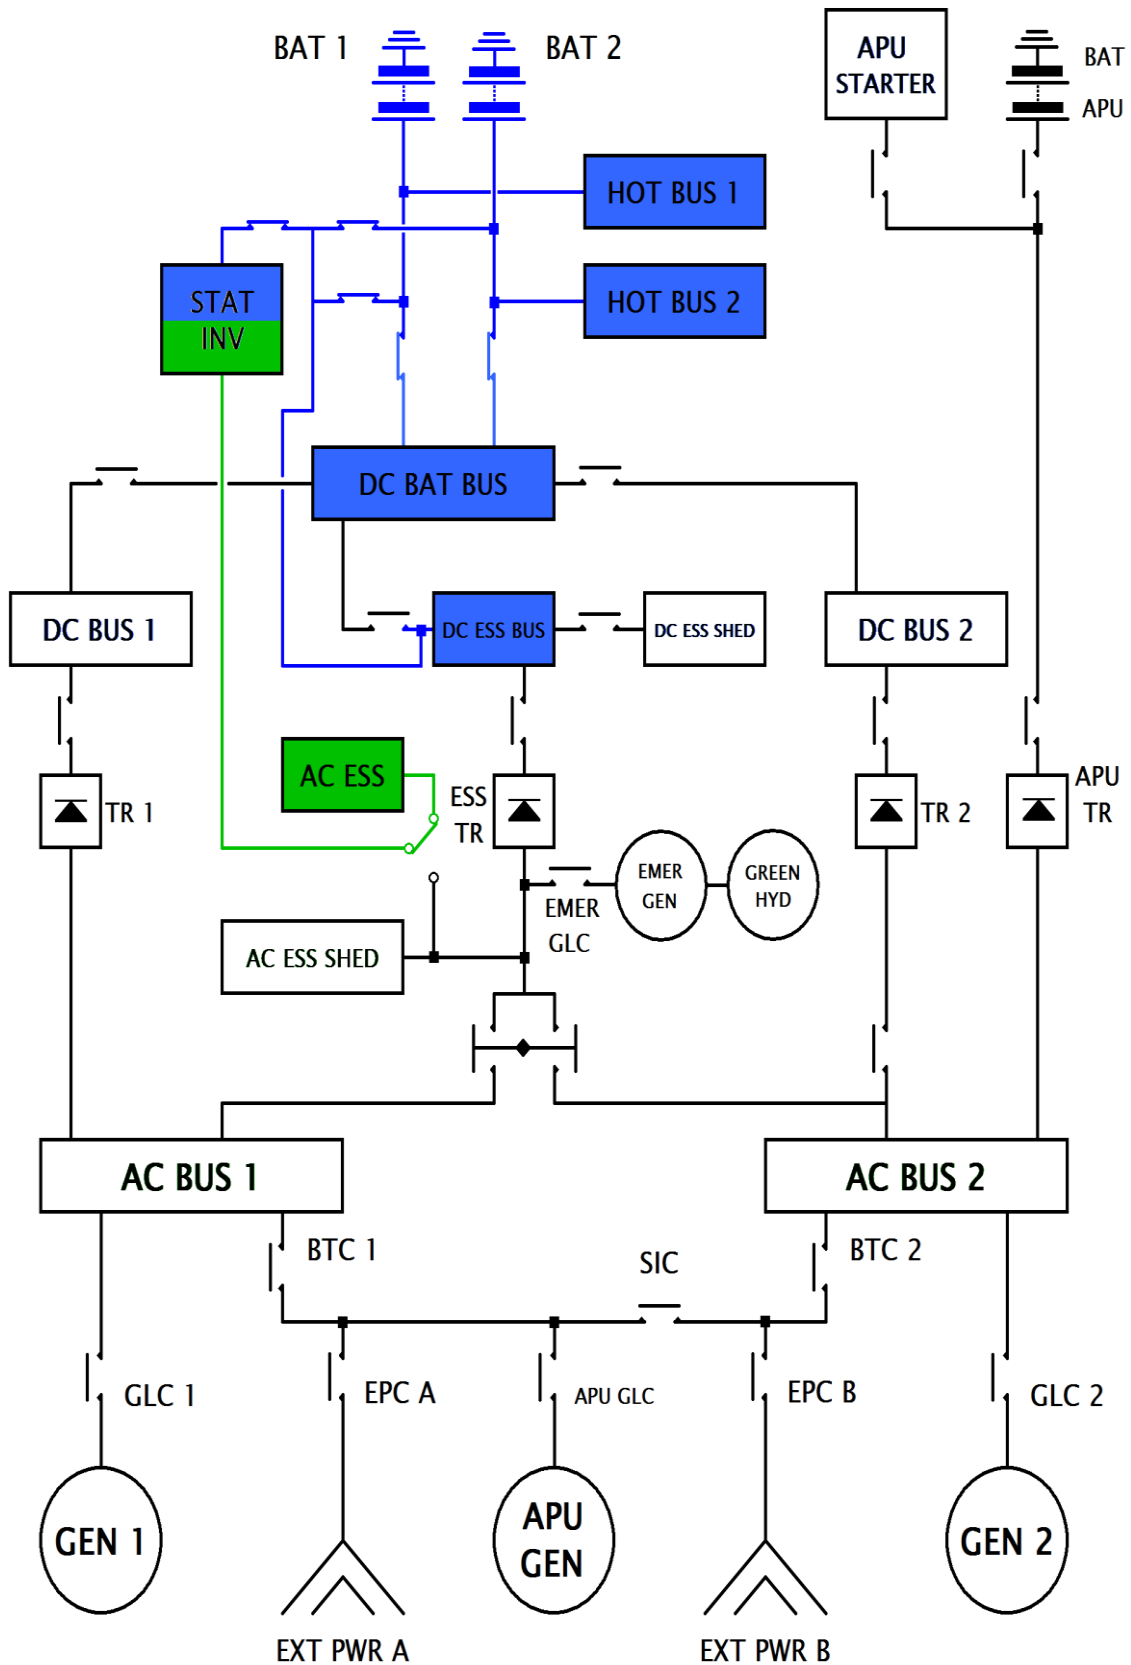 BAT 1
BAT 2
APU
STARTER
BAT
APU
HOT BUS 1
HOT BUS 2
STAT
INV
DC BAT BUS
DC BUS 1
DC ESS BUS
DC ESS SHED
DC BUS 2
AC ESS
ESS
TR
TR 1
TR 2
APU
TR
EMER
GEN
GREEN
HYD
EMER
GLC
AC ESS SHED
AC BUS 1
AC BUS 2
BTC 1
SIC
BTC 2
GLC 1
EPC A
APU GLC
EPC B
GLC 2
GEN 1
APU
GEN
GEN 2
EXT PWR A
EXT PWR B